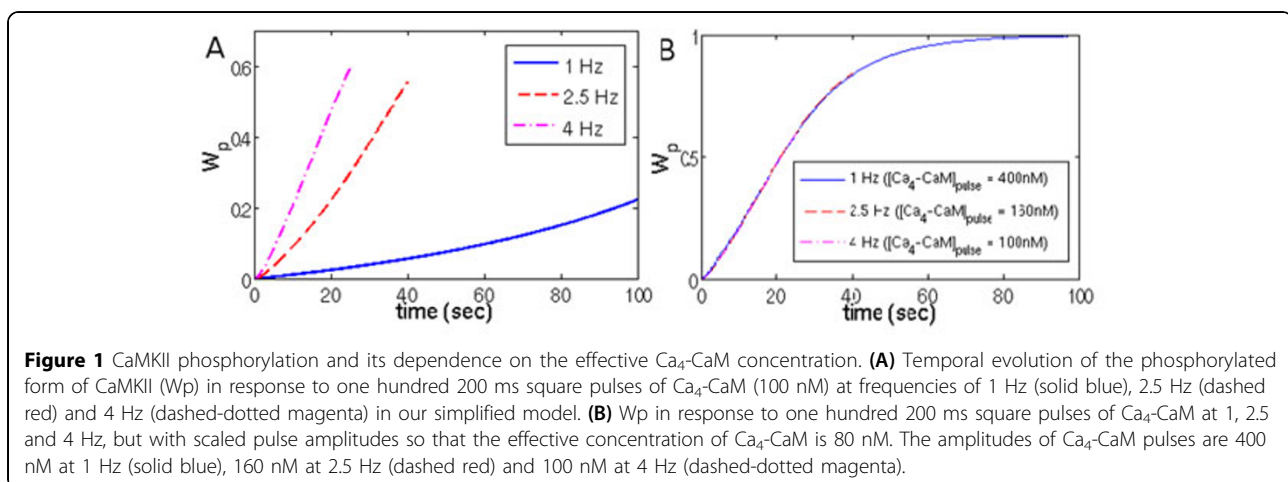 A
B
0.6
0.4
0.2
0
W_p
1 Hz
2.5 Hz
4 Hz
0 20 40 60 80 100
time (sec)
1
0.5
0
W_p
1 Hz ([Ca₄-CaM]pulse = 400nM)
2.5 Hz ([Ca₄-CaM]pulse = 160nM)
4 Hz ([Ca₄-CaM]pulse = 100nM)
0 20 40 60 80 100
time (sec)
Figure 1 CaMKII phosphorylation and its dependence on the effective Ca₄-CaM concentration. (A) Temporal evolution of the phosphorylated
form of CaMKII (Wp) in response to one hundred 200 ms square pulses of Ca₄-CaM (100 nM) at frequencies of 1 Hz (solid blue), 2.5 Hz (dashed
red) and 4 Hz (dashed-dotted magenta) in our simplified model. (B) Wp in response to one hundred 200 ms square pulses of Ca₄-CaM at 1, 2.5
and 4 Hz, but with scaled pulse amplitudes so that the effective concentration of Ca₄-CaM is 80 nM. The amplitudes of Ca₄-CaM pulses are 400
nM at 1 Hz (solid blue), 160 nM at 2.5 Hz (dashed red) and 100 nM at 4 Hz (dashed-dotted magenta).